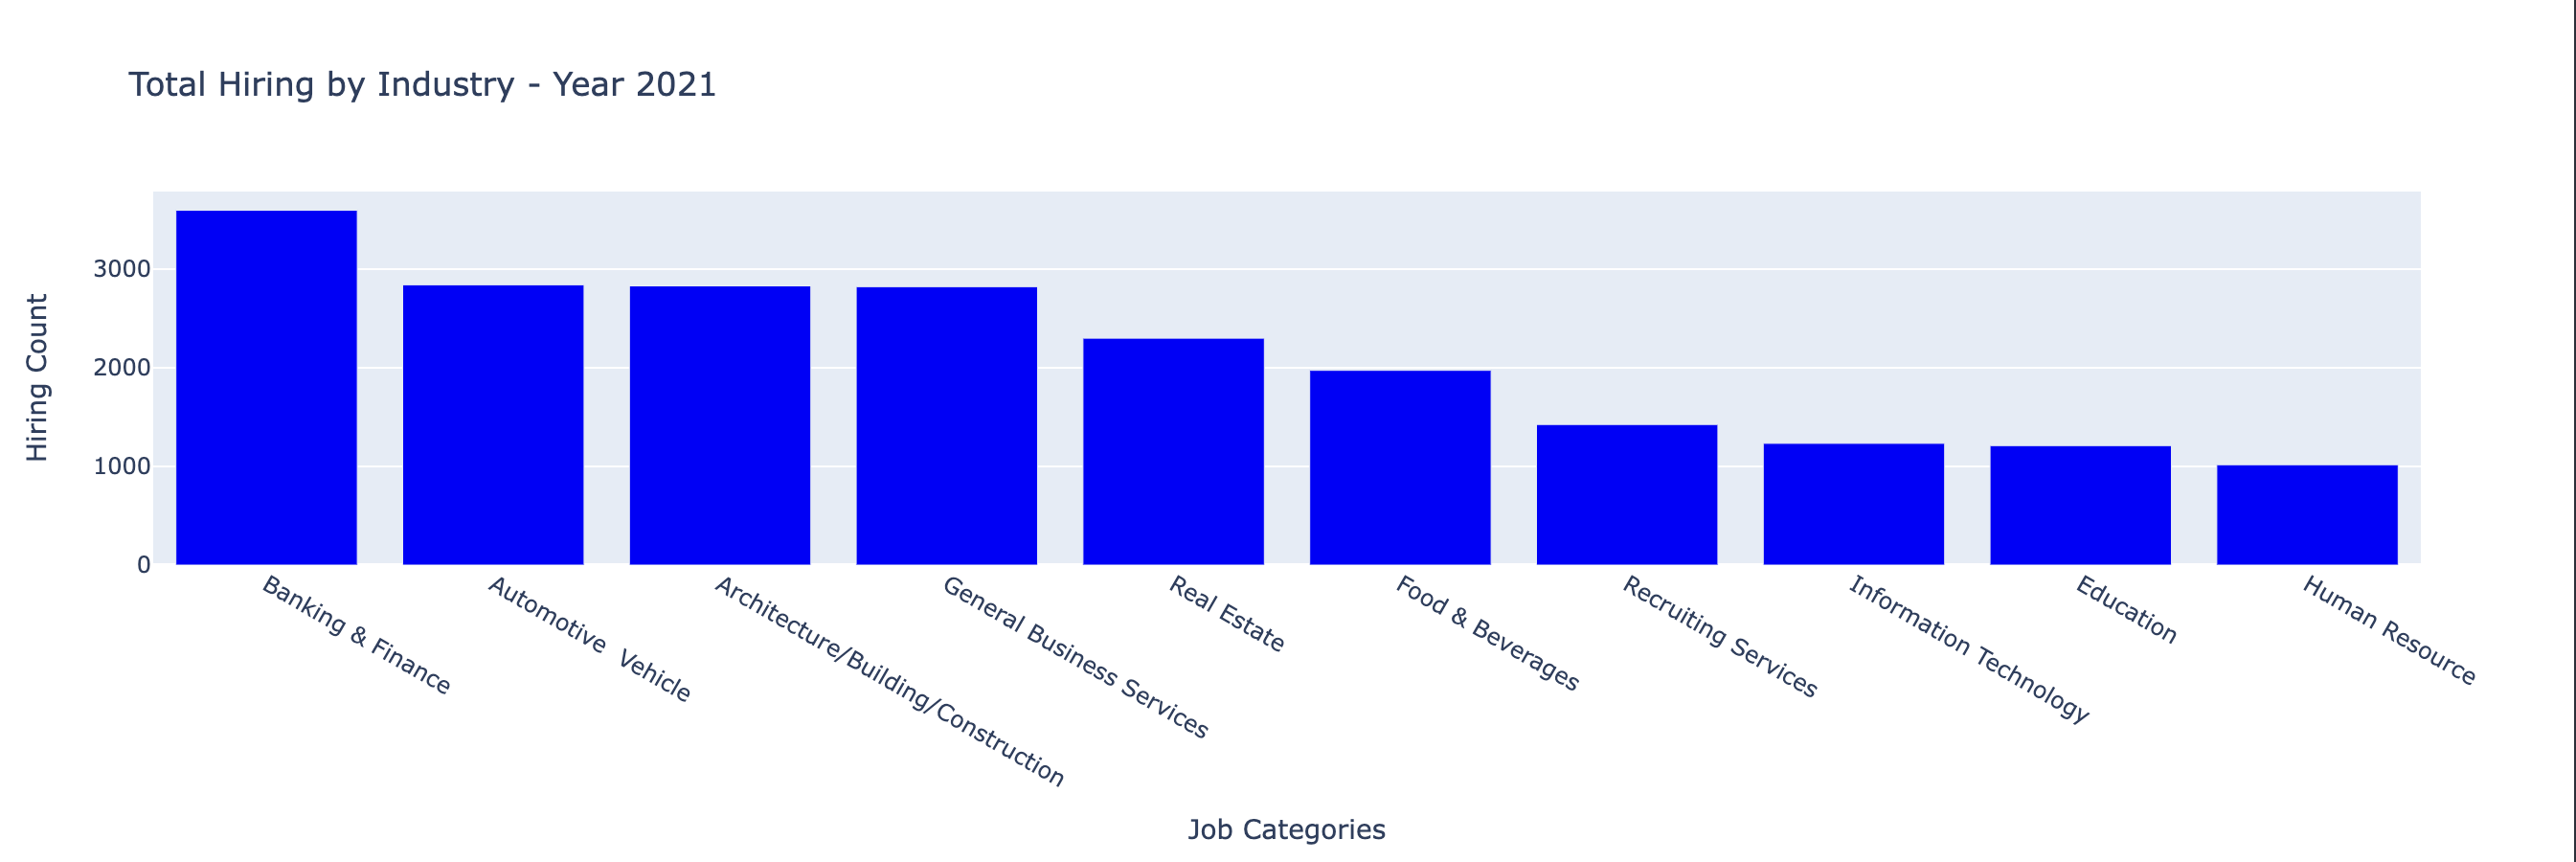 Total Hiring by Industry - Year 2021
Hiring Count
3000
2000
1000
0
Banking & Finance
Automotive  Vehicle
Architecture/Building/Construction
General Business Services
Real Estate
Food & Beverages
Recruiting Services
Information Technology
Education
Human Resource
Job Categories